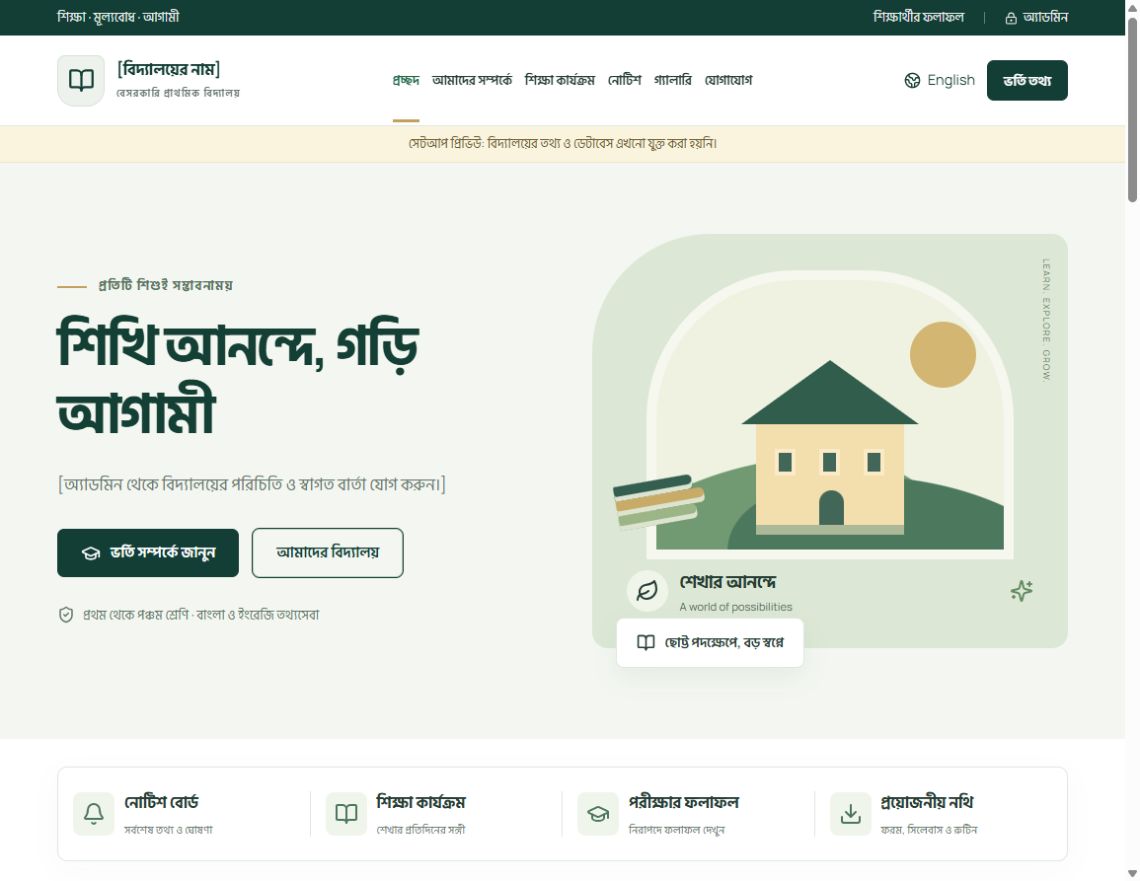 শিক্ষা · মূল্যবোধ · আগামী
শিক্ষার্থীর ফলাফল
অ্যাডমিন
[বিদ্যালয়ের নাম]
বেসরকারি প্রাথমিক বিদ্যালয়
প্রচ্ছদ আমাদের সম্পর্কে শিক্ষা কার্যক্রম নোটিশ গ্যালারি যোগাযোগ
English
ভর্তি তথ্য
সেটআপ প্রিভিউ: বিদ্যালয়ের তথ্য ও ডেটাবেস এখনো যুক্ত করা হয়নি।
প্রতিটি শিশুই সম্ভাবনাময়
শিখি আনন্দে, গড়ি
আগামী
[অ্যাডমিন থেকে বিদ্যালয়ের পরিচিতি ও স্বাগত বার্তা যোগ করুন।]
ভর্তি সম্পর্কে জানুন
আমাদের বিদ্যালয়
প্রথম থেকে পঞ্চম শ্রেণি · বাংলা ও ইংরেজি তথ্যসেবা
LEARN. EXPLORE. GROW.
শেখার আনন্দে
A world of possibilities
ছোট্ট পদক্ষেপে, বড় স্বপ্নে
নোটিশ বোর্ড
সর্বশেষ তথ্য ও ঘোষণা
শিক্ষা কার্যক্রম
শেখার প্রতিদিনের সঙ্গী
পরীক্ষার ফলাফল
নিরাপদে ফলাফল দেখুন
প্রয়োজনীয় নথি
ফরম, সিলেবাস ও রুটিন